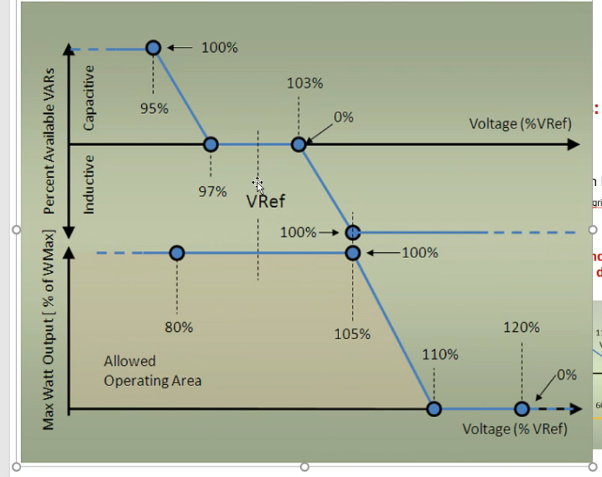 100%
103%
95%
0%
Voltage (%VRef)
Percent Available VARs
Capacitive
Inductive
97%
VRef
100%
100%
80%
105%
110%
120%
Max Watt Output [ % of WMax]
Allowed
Operating Area
0%
Voltage (% VRef)